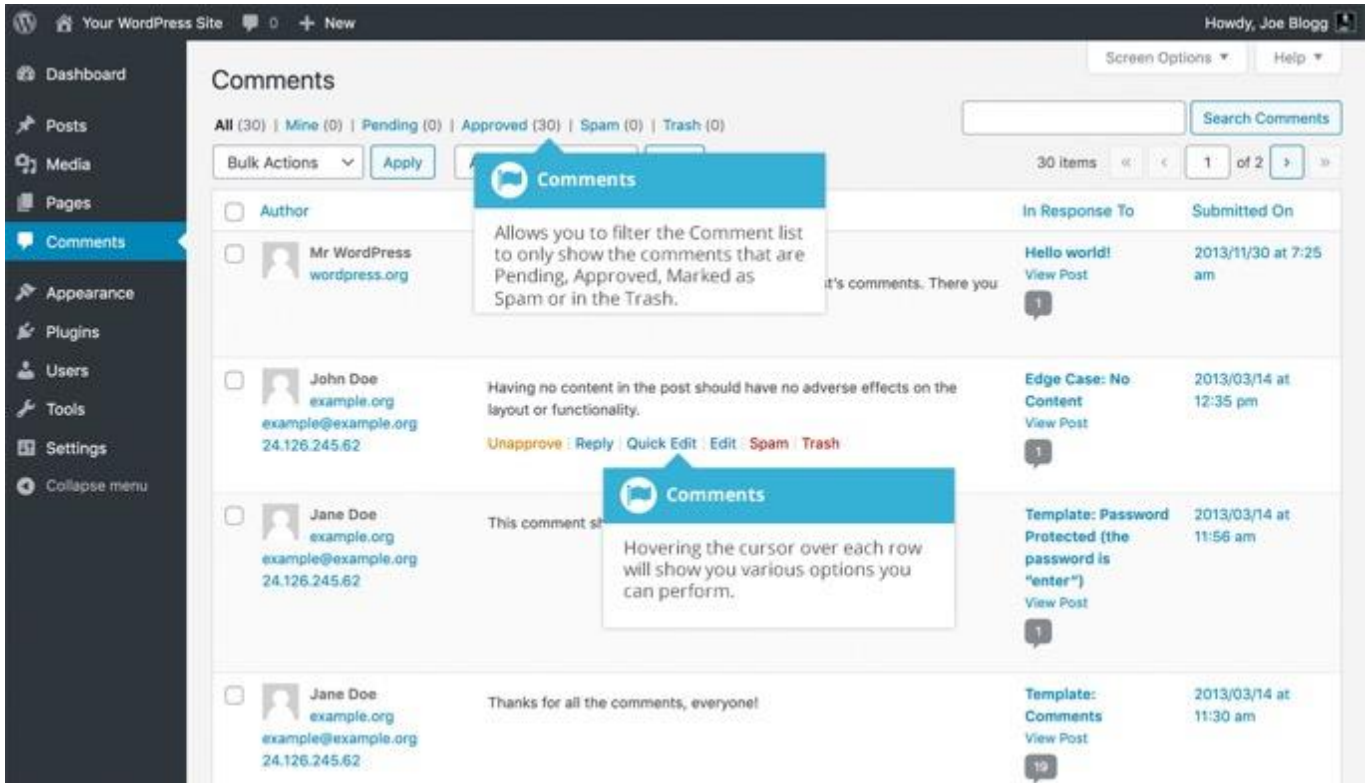 Your WordPress Site 0 + New
Howdy, Joe Blogg
Dashboard
Posts
Media
Pages
Comments
Appearance
Plugins
Users
Tools
Settings
Collapse menu
Screen Options ▼
Help ▼
Comments
All (30) | Mine (0) | Pending (0) | Approved (30) | Spam (0) | Trash (0)
Search Comments
Bulk Actions
Apply
30 items « ‹ 1 of 2 › »
Comments
Allows you to filter the Comment list
to only show the comments that are
Pending, Approved, Marked as
Spam or in the Trash.
Author
In Response To
Submitted On
Mr WordPress
wordpress.org
comments. There you
Hello world!
View Post
1
2013/11/30 at 7:25
am
John Doe
example.org
example@example.org
24.126.245.62
Having no content in the post should have no adverse effects on the
layout or functionality.
Unapprove | Reply | Quick Edit | Edit | Spam | Trash
Edge Case: No
Content
View Post
1
2013/03/14 at
12:35 pm
Comments
Hovering the cursor over each row
will show you various options you
can perform.
Jane Doe
example.org
example@example.org
24.126.245.62
This comment
Template: Password
Protected (the
password is
"enter")
View Post
1
2013/03/14 at
11:56 am
Jane Doe
example.org
example@example.org
24.126.245.62
Thanks for all the comments, everyone!
Template:
Comments
View Post
19
2013/03/14 at
11:30 am